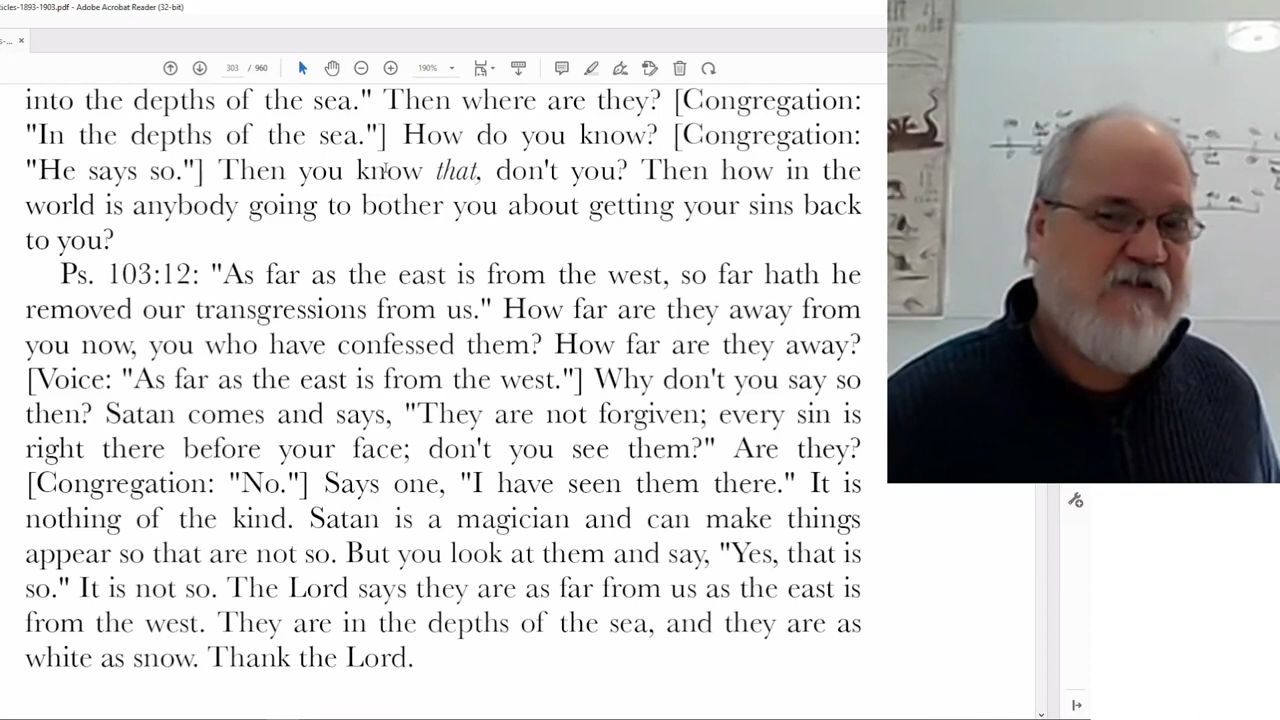 ticles-1893-1903.pdf - Adobe Acrobat Reader (32-bit)
s-... ×
303 / 960 190%
into the depths of the sea." Then where are they? [Congregation:
"In the depths of the sea."] How do you know? [Congregation:
"He says so."] Then you know that, don't you? Then how in the
world is anybody going to bother you about getting your sins back
to you?
Ps. 103:12: "As far as the east is from the west, so far hath he
removed our transgressions from us." How far are they away from
you now, you who have confessed them? How far are they away?
[Voice: "As far as the east is from the west."] Why don't you say so
then? Satan comes and says, "They are not forgiven; every sin is
right there before your face; don't you see them?" Are they?
[Congregation: "No."] Says one, "I have seen them there." It is
nothing of the kind. Satan is a magician and can make things
appear so that are not so. But you look at them and say, "Yes, that is
so." It is not so. The Lord says they are as far from us as the east is
from the west. They are in the depths of the sea, and they are as
white as snow. Thank the Lord.